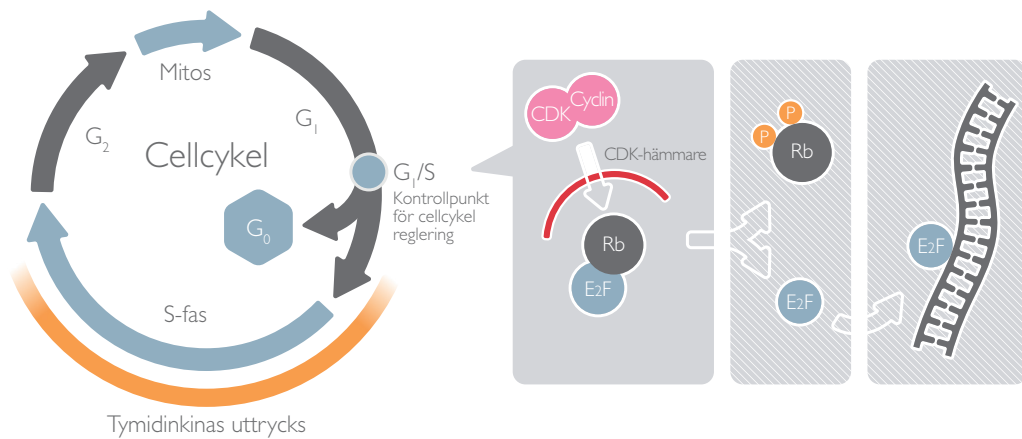 Mitos
G₁
G₂
Cellcykel
G₁/S
Kontrollpunkt
för cellcykel
reglering
G₀
S-fas
Tymidinkinas uttrycks
CDK
Cyclin
CDK-hämmare
Rb
E2F
P
P
Rb
E2F
E2F